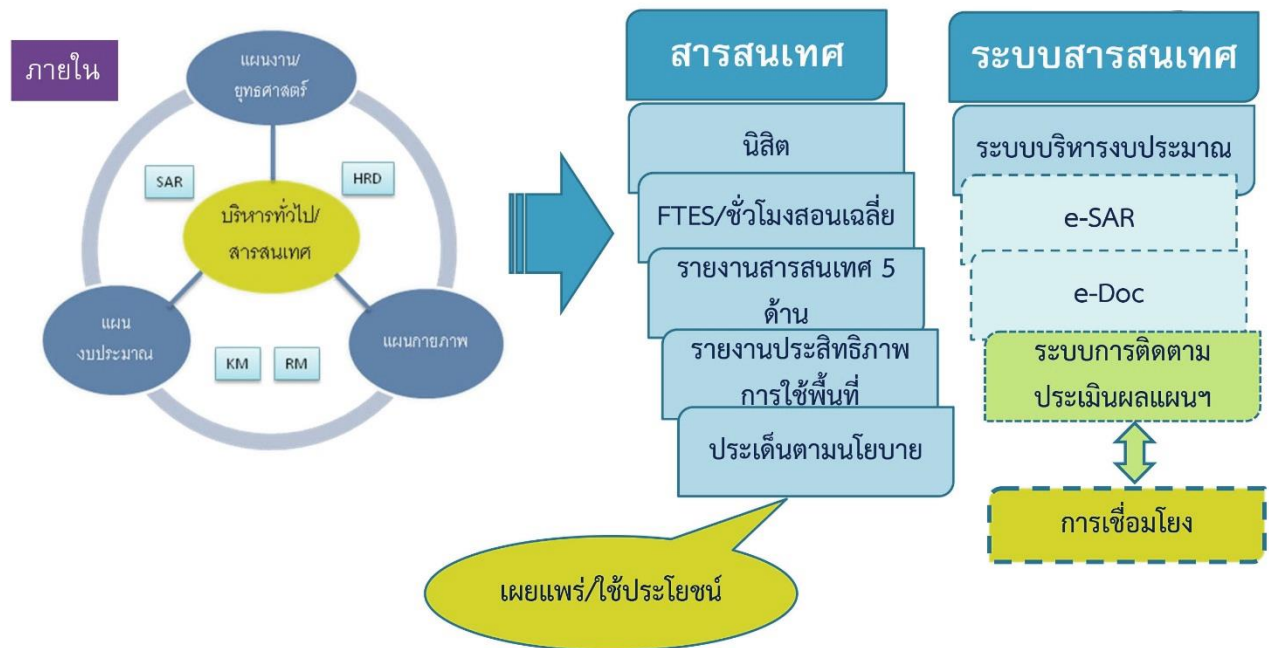 ภายใน
แผนงาน/
ยุทธศาสตร์
SAR
HRD
บริหารทั่วไป/
สารสนเทศ
แผน
งบประมาณ
แผนกายภาพ
KM
RM
สารสนเทศ
นิสิต
FTES/ชั่วโมงสอนเฉลี่ย
รายงานสารสนเทศ 5
ด้าน
รายงานประสิทธิภาพ
การใช้พื้นที่
ประเด็นตามนโยบาย
เผยแพร่/ใช้ประโยชน์
ระบบสารสนเทศ
ระบบบริหารงบประมาณ
e-SAR
e-Doc
ระบบการติดตาม
ประเมินผลแผนฯ
การเชื่อมโยง